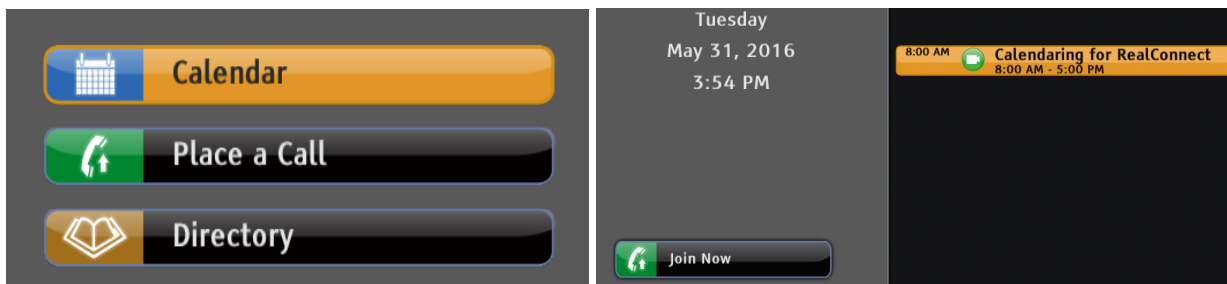 Calendar
Place a Call
Directory
Tuesday
May 31, 2016
3:54 PM
Join Now
8:00 AM
Calendaring for RealConnect
8:00 AM - 5:00 PM